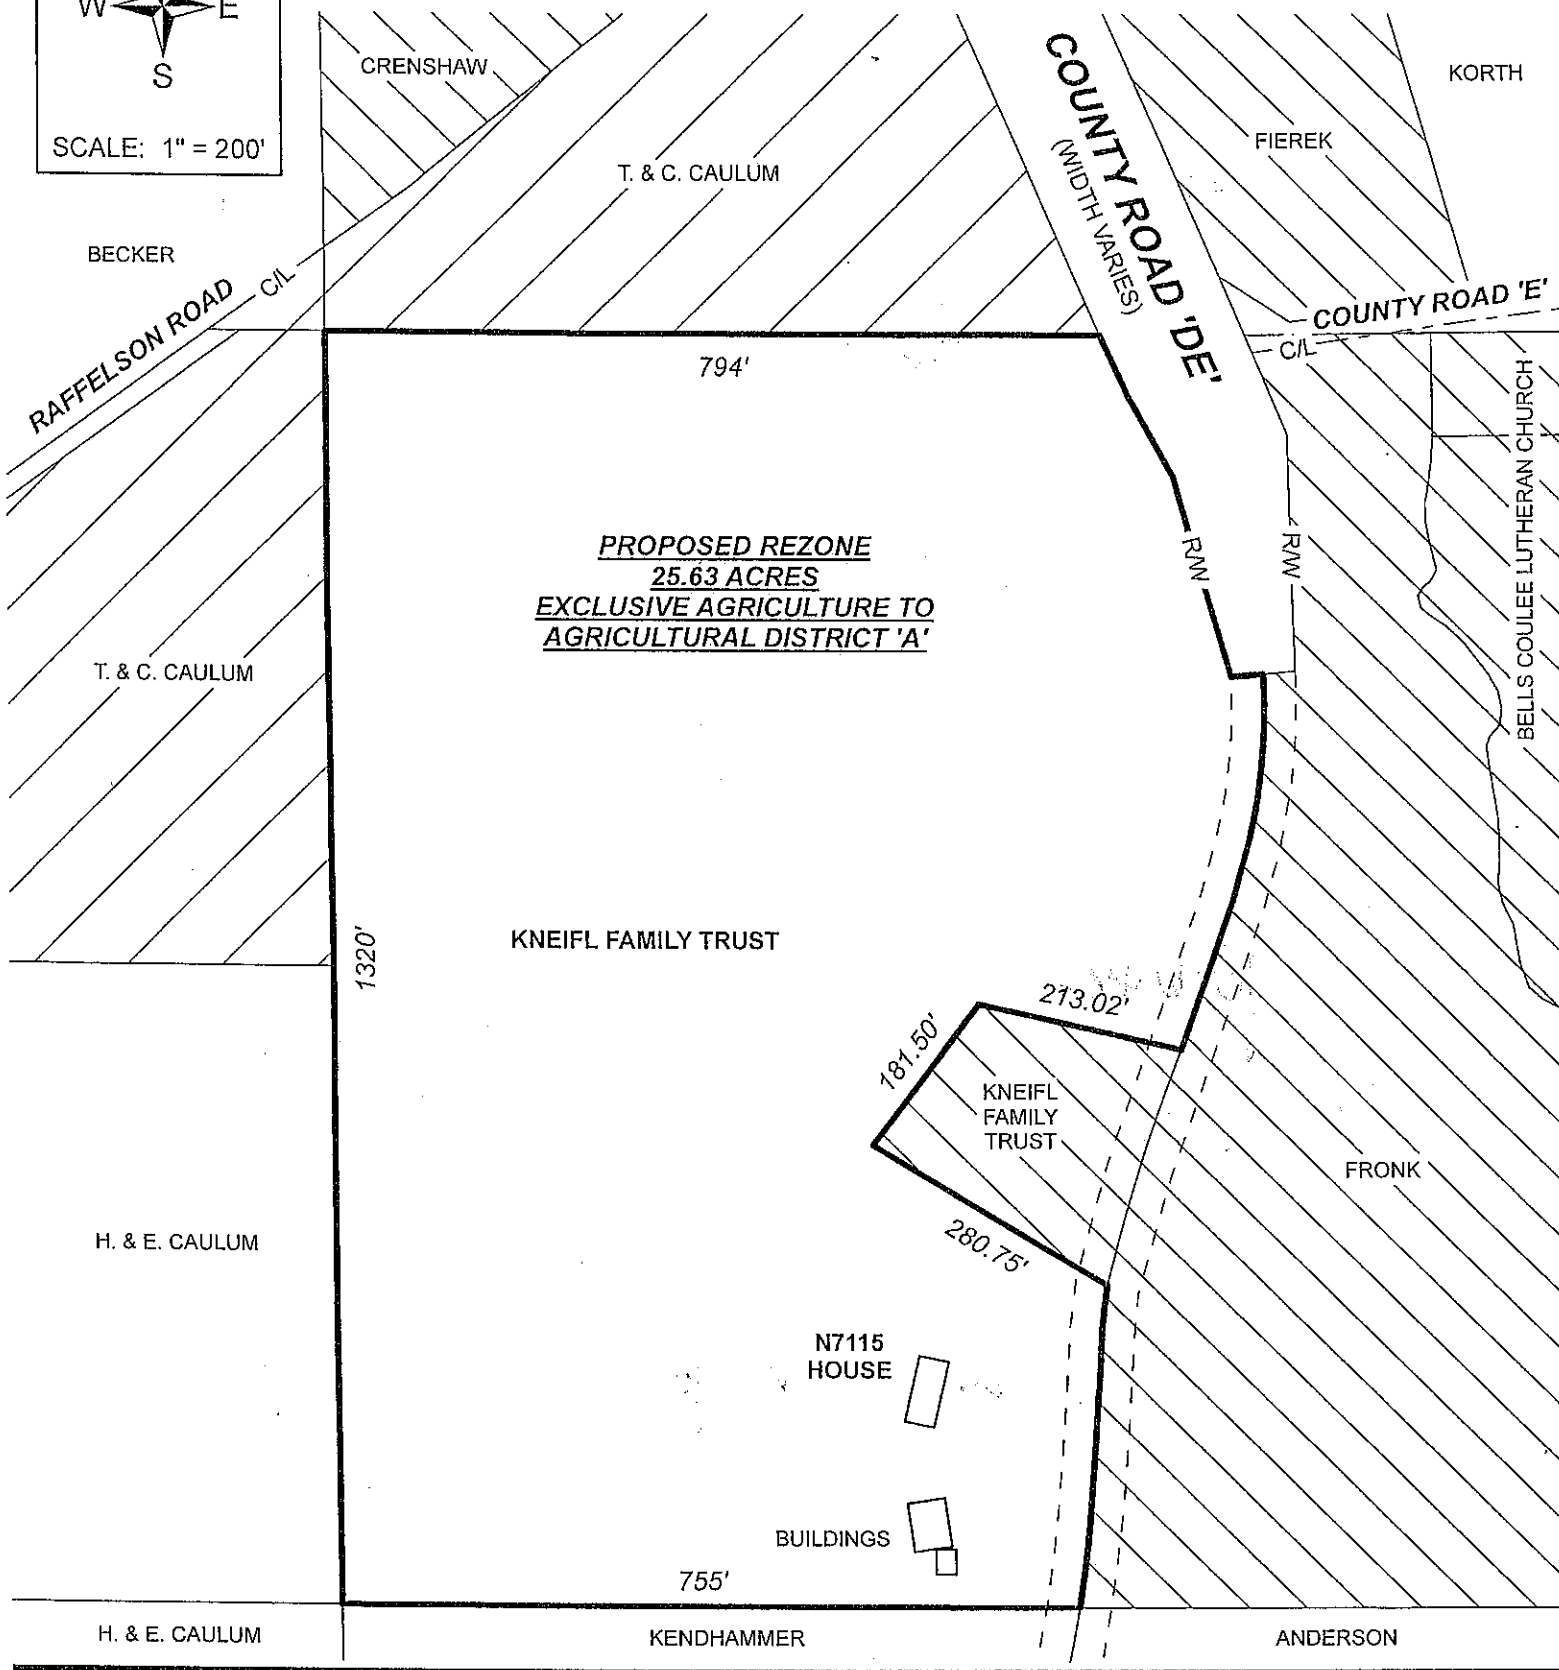 W E
S
SCALE: 1" = 200'
CRENSHAW
T. & C. CAULUM
COUNTY ROAD 'DE'
(WIDTH VARIES)
FIEREK
KORTH
BECKER
RAFFELSON ROAD
C/L
COUNTY ROAD 'E'
C/L
794'
BELLS COULEE LUTHERAN CHURCH
PROPOSED REZONE
25.63 ACRES
EXCLUSIVE AGRICULTURE TO
AGRICULTURAL DISTRICT 'A'
R/W
R/W
T. & C. CAULUM
1320'
KNEIFL FAMILY TRUST
213.02'
181.50'
KNEIFL
FAMILY
TRUST
FRONK
280.75'
H. & E. CAULUM
N7115
HOUSE
BUILDINGS
755'
H. & E. CAULUM
KENDHAMMER
ANDERSON